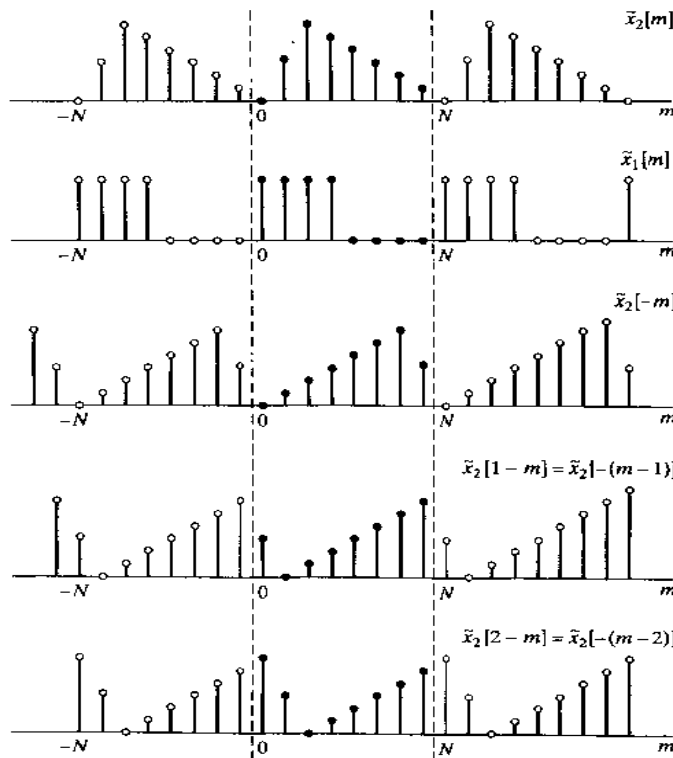 x̃₂[m]
−N 0 N m
x̃₁[m]
−N 0 N m
x̃₂[−m]
−N 0 N m
x̃₂[1−m] = x̃₂[−(m−1)]
−N 0 N m
x̃₂[2−m] = x̃₂[−(m−2)]
−N 0 N m